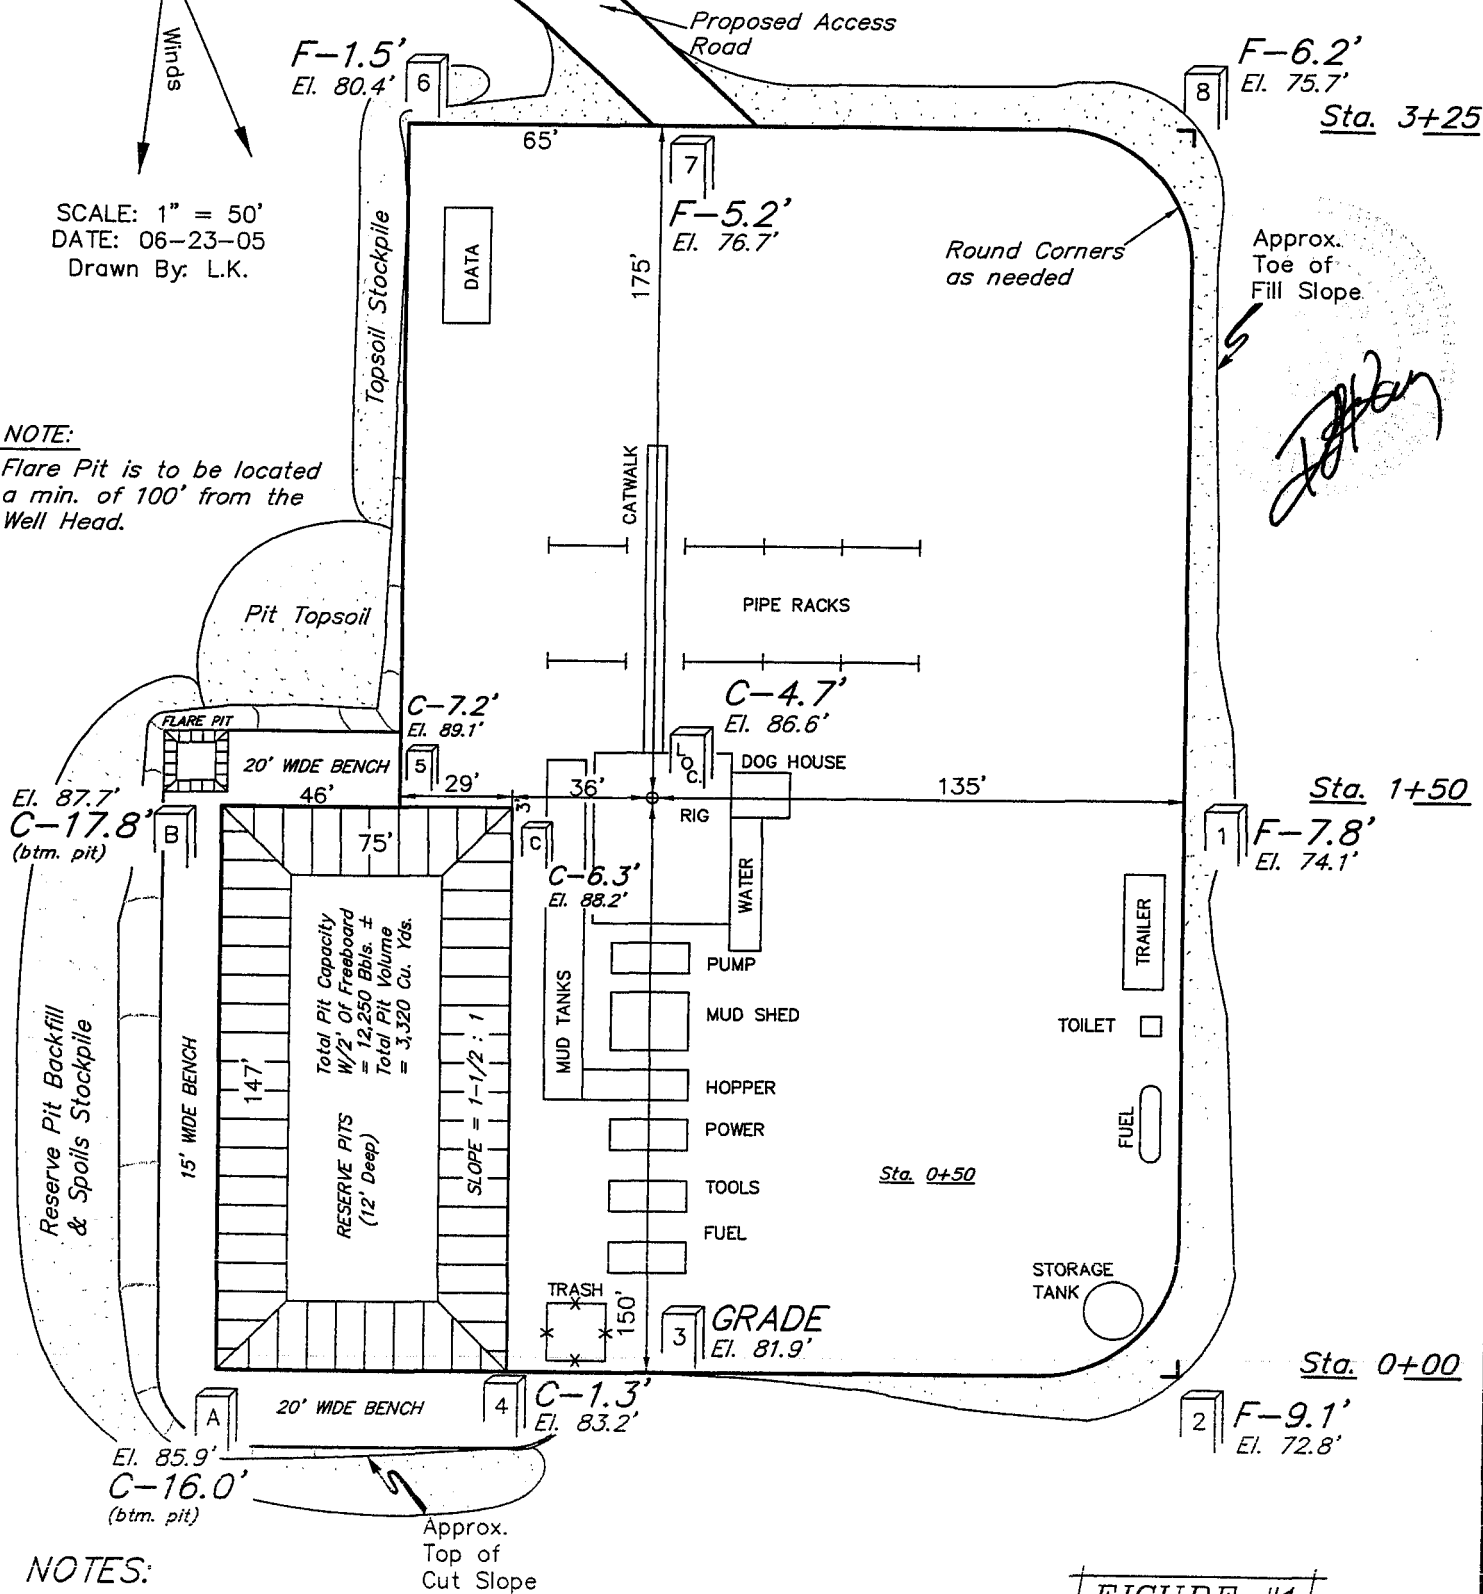 Proposed Access
Road
Winds
F-1.5'
El. 80.4'
6
F-6.2'
El. 75.7'
8
Sta. 3+25
65'
7
F-5.2'
El. 76.7'
175'
SCALE: 1" = 50'
DATE: 06-23-05
Drawn By: L.K.
Topsoil Stockpile
DATA
Round Corners
as needed
Approx.
Toe of
Fill Slope
NOTE:
Flare Pit is to be located
a min. of 100' from the
Well Head.
CATWALK
PIPE RACKS
Pit Topsoil
C-7.2'
El. 89.1'
5
C-4.7'
El. 86.6'
LOC.
FLARE PIT
20' WIDE BENCH
DOG HOUSE
El. 87.7'
C-17.8'
(btm. pit)
B
46'
29'
3'
36'
RIG
135'
Sta. 1+50
1
F-7.8'
El. 74.1'
75'
C
C-6.3'
El. 88.2'
WATER
TRAILER
Total Pit Capacity
W/2' Of Freeboard
= 12,250 Bbls. ±
Total Pit Volume
= 3,320 Cu. Yds.
RESERVE PITS
(12' Deep)
SLOPE = 1-1/2 : 1
147'
15' WIDE BENCH
Reserve Pit Backfill
& Spoils Stockpile
MUD TANKS
PUMP
MUD SHED
TOILET
HOPPER
POWER
FUEL
TOOLS
Sta. 0+50
FUEL
STORAGE
TANK
TRASH
150'
3
GRADE
El. 81.9'
Sta. 0+00
A
20' WIDE BENCH
4
C-1.3'
El. 83.2'
2
F-9.1'
El. 72.8'
El. 85.9'
C-16.0'
(btm. pit)
Approx.
Top of
Cut Slope
NOTES:
FIGURE #1